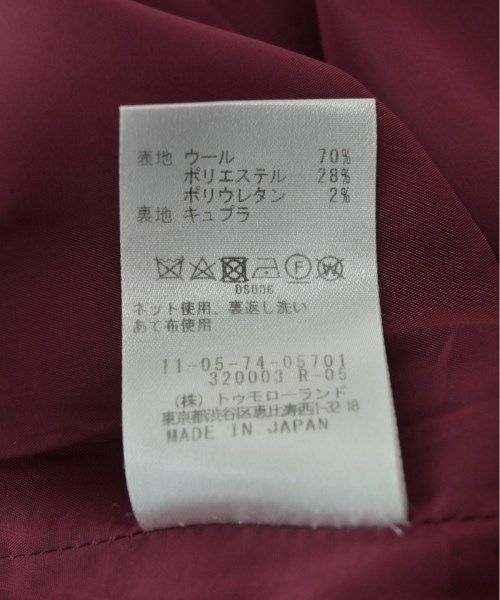 表地 ウール 70%
ポリエステル 28%
ポリウレタン 2%
裏地 キュプラ
F W
DS006
ネット使用、裏返し洗い
あて布使用
11-05-74-05701
320003 R-05
(株) トゥモローランド
東京都渋谷区恵比寿西1-32-18
MADE IN JAPAN